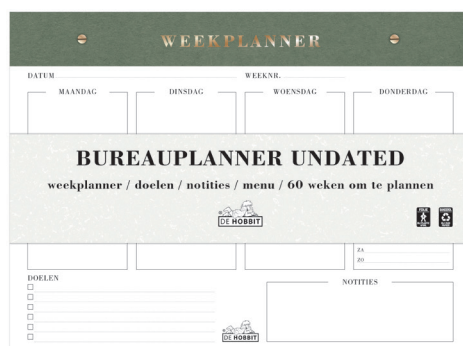 WEEKPLANNER
DATUM WEEKNR.
MAANDAG DINSDAG WOENSDAG DONDERDAG
BUREAUPLANNER UNDATED
weekplanner / doelen / notities / menu / 60 weken om te plannen
DE HOBBIT
ZA
ZO
DOELEN NOTITIES
DE HOBBIT